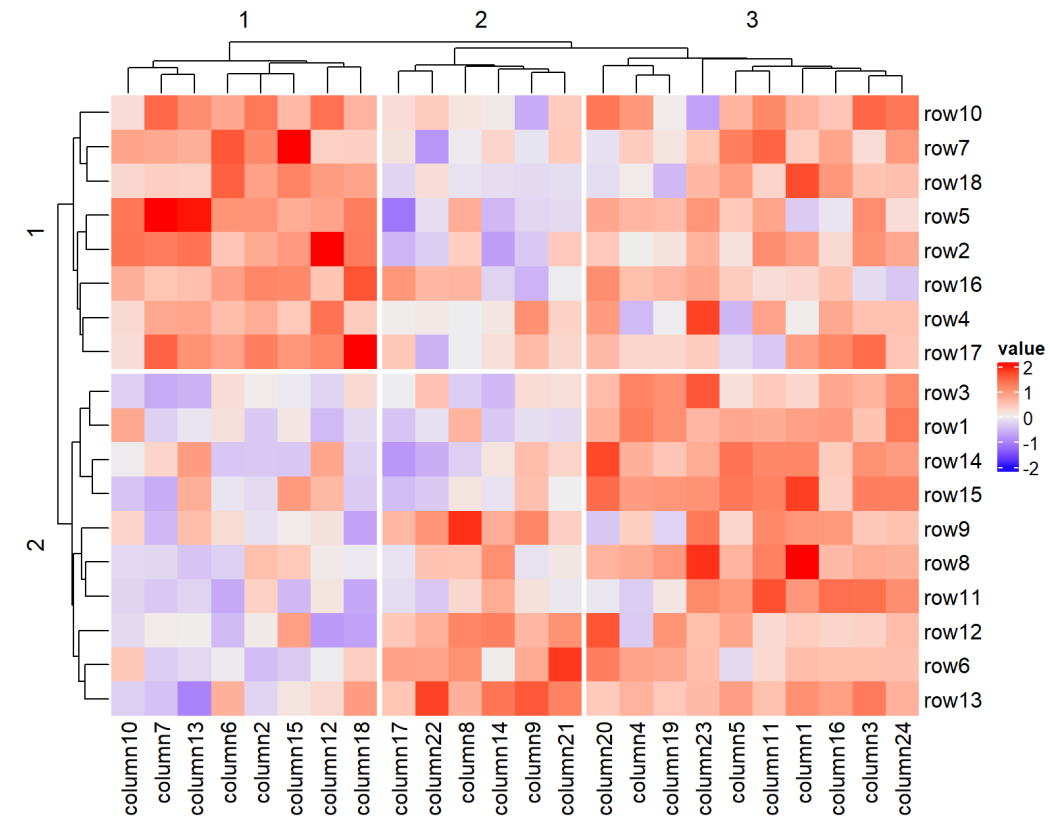 1 2 3
1
2
row10
row7
row18
row5
row2
row16
row4
row17
row3
row1
row14
row15
row9
row8
row11
row12
row6
row13
value
2
1
0
-1
-2
column10
column7
column13
column6
column2
column15
column12
column18
column17
column22
column8
column14
column9
column21
column20
column4
column19
column23
column5
column11
column1
column16
column3
column24